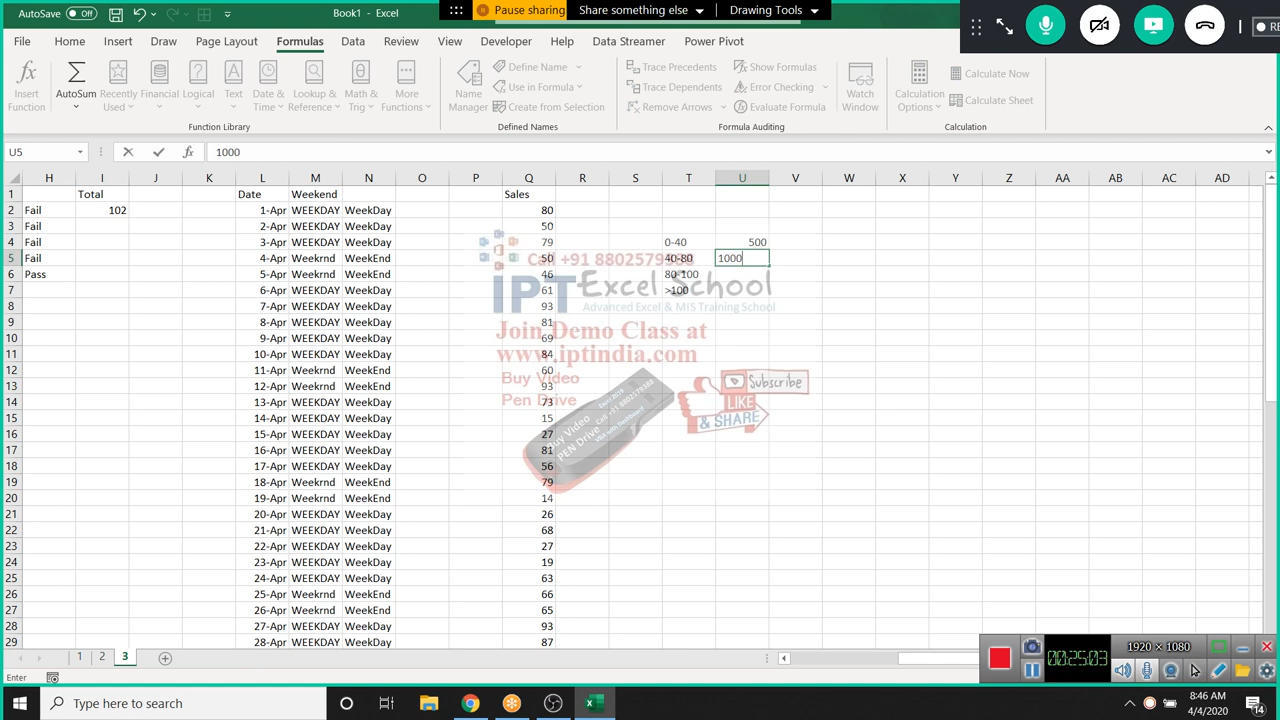 AutoSave Off Book1 - Excel Pause sharing Share something else Drawing Tools RE
File Home Insert Draw Page Layout Formulas Data Review View Developer Help Data Streamer Power Pivot
Insert Function AutoSum Recently Used Financial Logical Text Date & Time Lookup & Reference Math & Trig More Functions Name Manager Define Name Use in Formula Create from Selection Trace Precedents Trace Dependents Remove Arrows Show Formulas Error Checking Evaluate Formula Watch Window Calculation Options Calculate Now Calculate Sheet
Function Library Defined Names Formula Auditing Calculation
U5 fx 1000
H I J K L M N O P Q R S T U V W X Y Z AA AB AC AD
1 Total Date Weekend Sales
2 Fail 102 1-Apr WEEKDAY WeekDay 80
3 Fail 2-Apr WEEKDAY WeekDay 50
4 Fail 3-Apr WEEKDAY WeekDay 79 0-40 500
5 Fail 4-Apr Weekrnd WeekEnd 50 40-80 1000
6 Pass 5-Apr Weekrnd WeekEnd 46 80-100
7 6-Apr WEEKDAY WeekDay 61 >100
8 7-Apr WEEKDAY WeekDay 93
9 8-Apr WEEKDAY WeekDay 81
10 9-Apr WEEKDAY WeekDay 69
11 10-Apr WEEKDAY WeekDay 84
12 11-Apr Weekrnd WeekEnd 60
13 12-Apr Weekrnd WeekEnd 93
14 13-Apr WEEKDAY WeekDay 73
15 14-Apr WEEKDAY WeekDay 15
16 15-Apr WEEKDAY WeekDay 27
17 16-Apr WEEKDAY WeekDay 81
18 17-Apr WEEKDAY WeekDay 56
19 18-Apr Weekrnd WeekEnd 79
20 19-Apr Weekrnd WeekEnd 14
21 20-Apr WEEKDAY WeekDay 26
22 21-Apr WEEKDAY WeekDay 68
23 22-Apr WEEKDAY WeekDay 27
24 23-Apr WEEKDAY WeekDay 19
25 24-Apr WEEKDAY WeekDay 63
26 25-Apr Weekrnd WeekEnd 66
27 26-Apr Weekrnd WeekEnd 65
28 27-Apr WEEKDAY WeekDay 93
29 28-Apr WEEKDAY WeekDay 87
Call +91 8802579388
IPT Excel School
Advanced Excel & MIS Training School
Join Demo Class at
www.iptindia.com
Buy Video
Pen Drive
Subscribe
LIKE
& SHARE
Buy Video
PEN Drive
1 2 3
1920 × 1080
00:25:03
Enter
Type here to search
8:46 AM
4/4/2020
14